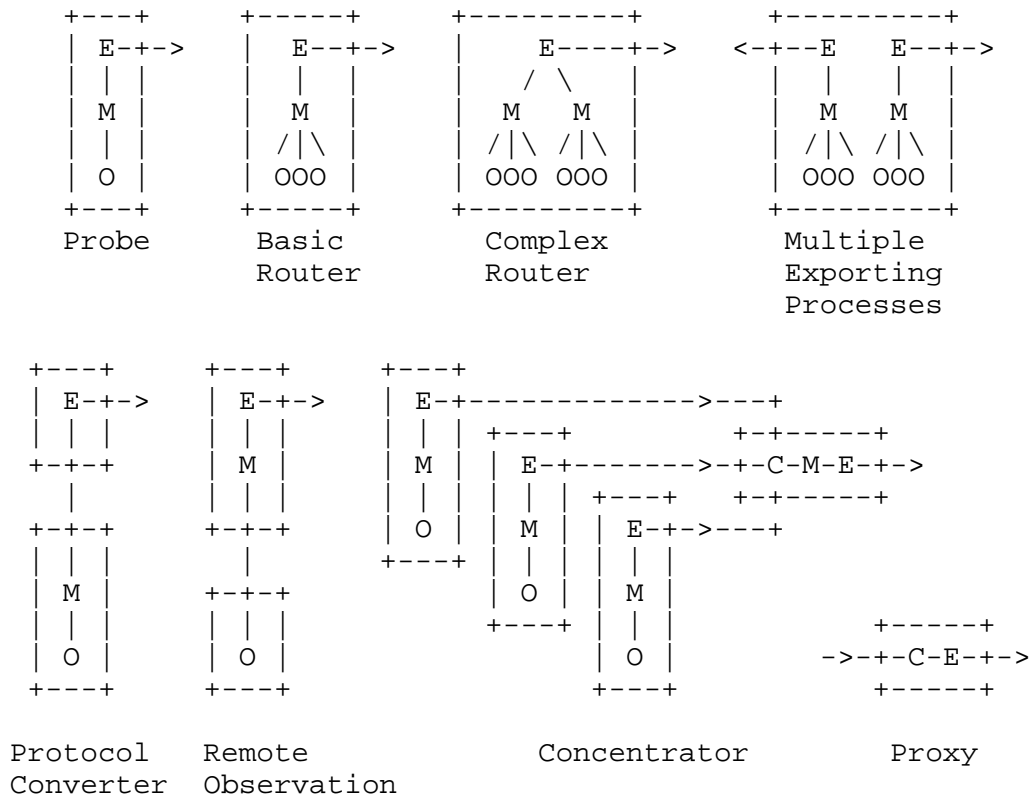 +---+     +-----+     +---------+     +---------+
| E-+->   |  E--+->   |    E----+-> <-+--E   E--+->
| | |     |  |  |     |   / \   |     |  |   |  |
| M |     |  M  |     |  M   M  |     |  M   M  |
| | |     | /|\ |     | /|\ /|\ |     | /|\ /|\ |
| O |     | OOO |     | OOO OOO |     | OOO OOO |
+---+     +-----+     +---------+     +---------+
Probe     Basic     Complex     Multiple
Router     Router     Exporting
Processes
+---+     +---+     +---+
| E-+->   | E-+->   | E-+------------->---+
| | |     | | |     | | | +---+         +-+-----+
+-+-+     | M |     | M | | E-+------->-+-C-M-E-+->
|       | | |     | | | | | | +---+   +-+-----+
+-+-+     +-+-+     | O | | M | | E-+->---+
| | |       |       +---+ | | | | | |
| M |     +-+-+           | O | | M |
| | |     | | |           +---+ | | |           +-----+
| O |     | O |                 | O |        ->-+-C-E-+->
+---+     +---+                 +---+           +-----+
Protocol     Remote     Concentrator     Proxy
Converter     Observation